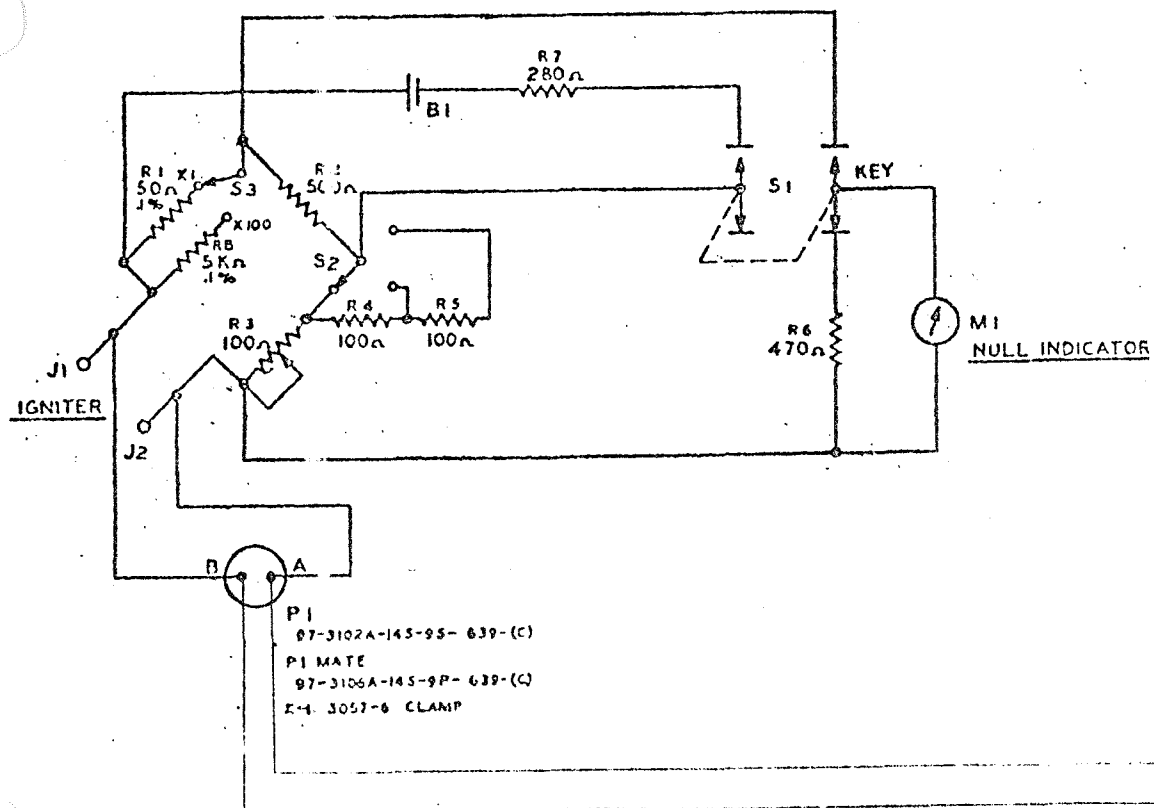 R7
280Ω
B1
R1
50Ω
.1%
X1
S3
X100
R8
5KΩ
.1%
S2
R4
100Ω
R5
100Ω
R3
100Ω
S1
KEY
R6
470Ω
M1
NULL INDICATOR
J1
IGNITER
J2
B
A
P1
97-3102A-14S-9S-639-(C)
P1 MATE
97-3106A-14S-9P-639-(C)
3057-6 CLAMP